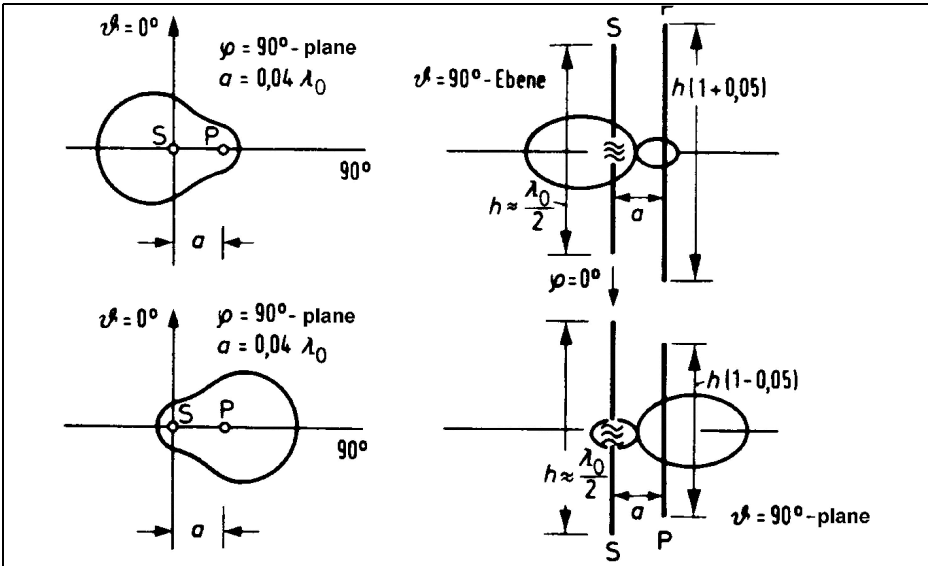 ϑ = 0°
φ = 90° - plane
a = 0,04 λ₀
S P
90°
a
S
ϑ = 90° - Ebene
h(1 + 0,05)
h ≈ λ₀/2
a
φ = 0°
ϑ = 0°
φ = 90° - plane
a = 0,04 λ₀
S P
90°
a
h(1 - 0,05)
h ≈ λ₀/2
a
ϑ = 90° - plane
S P